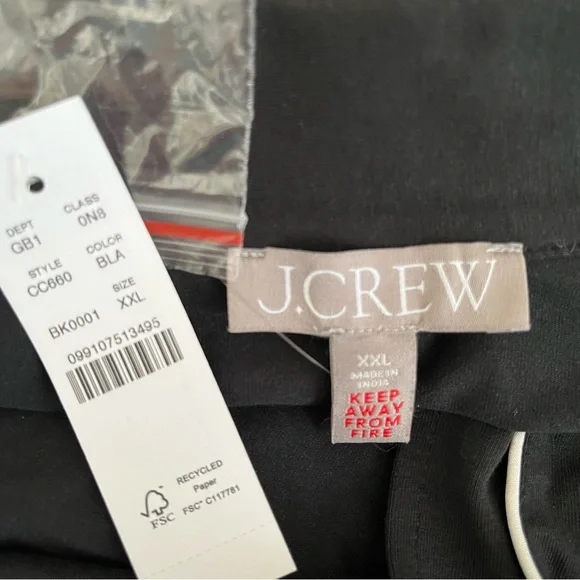 DEPT CLASS
GB1 0N8
STYLE COLOR
CC660 BLA
SIZE
BK0001 XXL
099107513495
RECYCLED
Paper
FSC
FSC® C117781
J.CREW
XXL
MADE IN
INDIA
KEEP
AWAY
FROM
FIRE